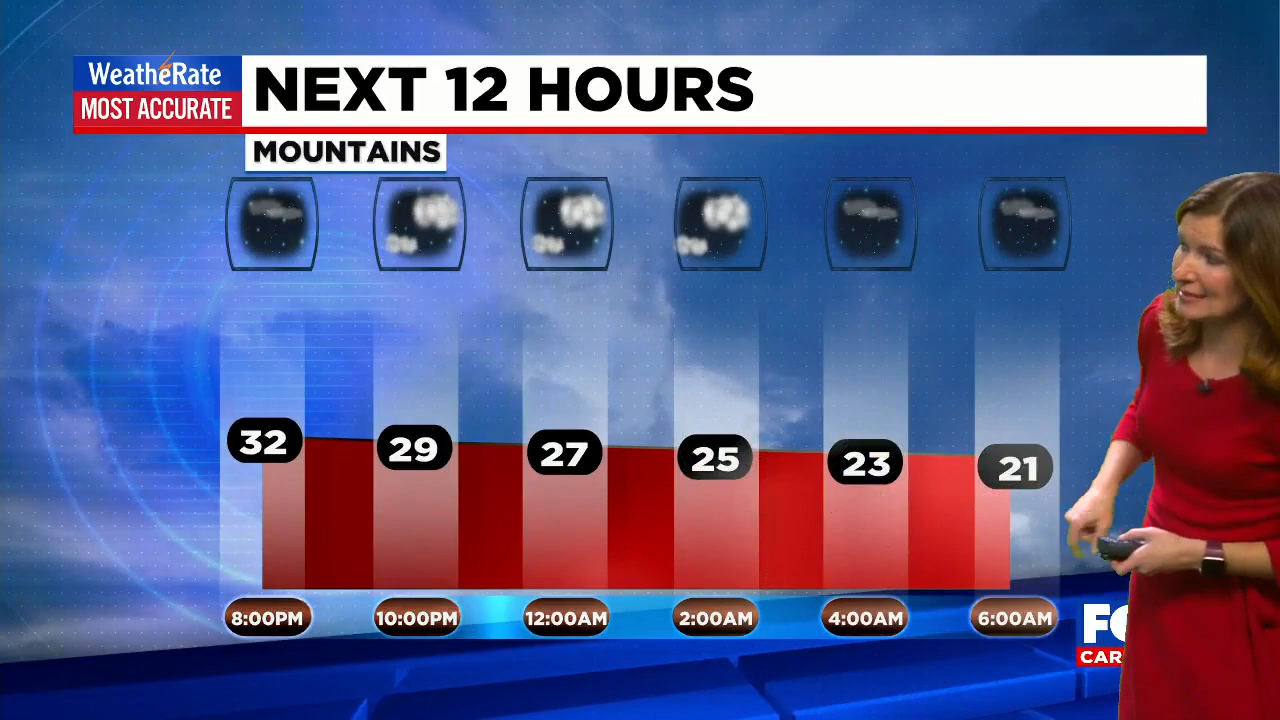 WeatheRate
MOST ACCURATE
NEXT 12 HOURS
MOUNTAINS
32 29 27 25 23 21
8:00PM 10:00PM 12:00AM 2:00AM 4:00AM 6:00AM